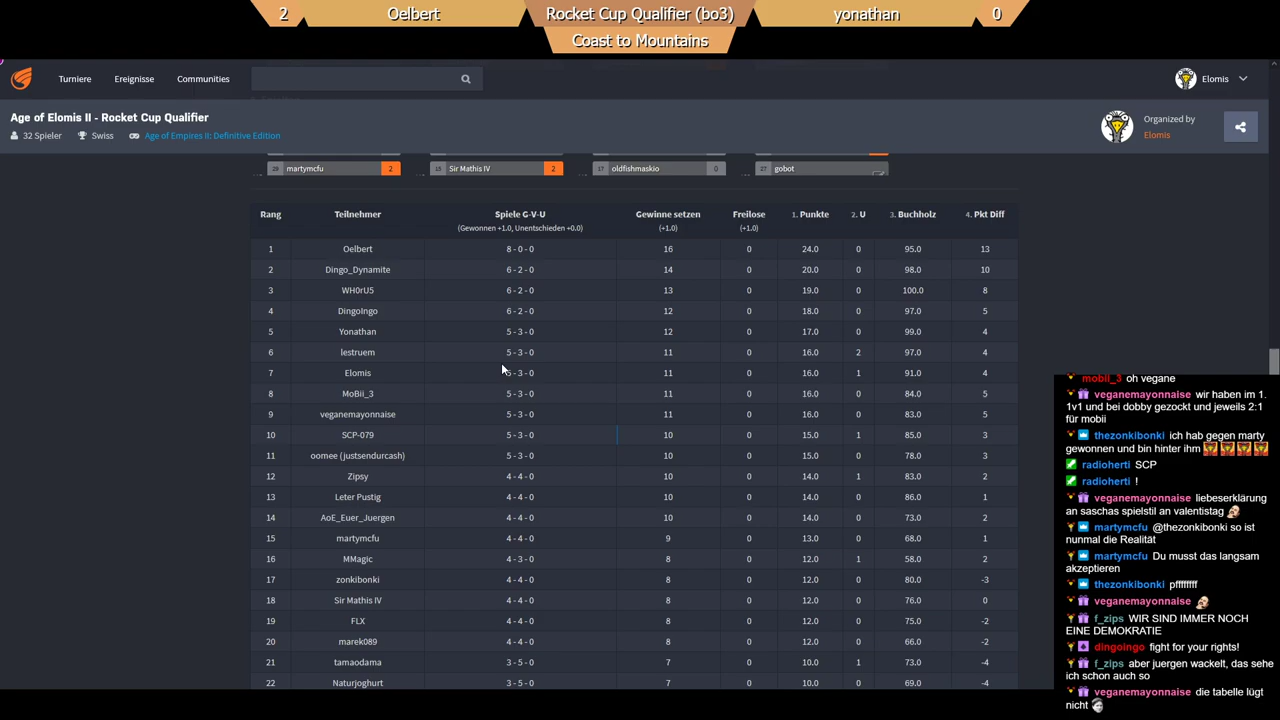 2 Oelbert Rocket Cup Qualifier (bo3) yonathan 0
Coast to Mountains
Turniere Ereignisse Communities Elomis
Age of Elomis II - Rocket Cup Qualifier
32 Spieler Swiss Age of Empires II: Definitive Edition
Organized by
Elomis
29 martymcfu 2 15 Sir Mathis IV 2 17 oldfishmaskio 0 27 gobot
Rang Teilnehmer Spiele G-V-U Gewinne setzen Freilose 1. Punkte 2. U 3. Buchholz 4. Pkt Diff
(Gewonnen +1.0, Unentschieden +0.0) (+1.0) (+1.0)
1 Oelbert 8 - 0 - 0 16 0 24.0 0 95.0 13
2 Dingo_Dynamite 6 - 2 - 0 14 0 20.0 0 98.0 10
3 WH0rU5 6 - 2 - 0 13 0 19.0 0 100.0 8
4 DingoIngo 6 - 2 - 0 12 0 18.0 0 97.0 5
5 Yonathan 5 - 3 - 0 12 0 17.0 0 99.0 4
6 lestruem 5 - 3 - 0 11 0 16.0 2 97.0 4
7 Elomis 5 - 3 - 0 11 0 16.0 1 91.0 4
8 MoBii_3 5 - 3 - 0 11 0 16.0 0 84.0 5
9 veganemayonnaise 5 - 3 - 0 11 0 16.0 0 83.0 5
10 SCP-079 5 - 3 - 0 10 0 15.0 1 85.0 3
11 oomee (justsendurcash) 5 - 3 - 0 10 0 15.0 0 78.0 3
12 Zipsy 4 - 4 - 0 10 0 14.0 1 83.0 2
13 Leter Pustig 4 - 4 - 0 10 0 14.0 0 86.0 1
14 AoE_Euer_Juergen 4 - 4 - 0 10 0 14.0 0 73.0 2
15 martymcfu 4 - 4 - 0 9 0 13.0 0 68.0 1
16 MMagic 4 - 3 - 0 8 0 12.0 1 58.0 2
17 zonkibonki 4 - 4 - 0 8 0 12.0 0 80.0 -3
18 Sir Mathis IV 4 - 4 - 0 8 0 12.0 0 76.0 0
19 FLX 4 - 4 - 0 8 0 12.0 0 75.0 -2
20 marek089 4 - 4 - 0 8 0 12.0 0 66.0 -2
21 tamaodama 3 - 5 - 0 7 0 10.0 1 73.0 -4
22 Naturjoghurt 3 - 5 - 0 7 0 10.0 0 69.0 -4
mobii_3 oh vegane
veganemayonnaise wir haben im 1.
1v1 und bei dobby gezockt und jeweils 2:1
für mobii
thezonkibonki ich hab gegen marty
gewonnen und bin hinter ihm
radioherti SCP
radioherti !
veganemayonnaise liebeserklärung
an saschas spielstil an valentistag
martymcfu @thezonkibonki so ist
nunmal die Realität
martymcfu Du musst das langsam
akzeptieren
thezonkibonki pffffffff
veganemayonnaise
f_zips WIR SIND IMMER NOCH
EINE DEMOKRATIE
dingoingo fight for your rights!
f_zips aber juergen wackelt, das sehe
ich schon auch so
veganemayonnaise die tabelle lügt
nicht